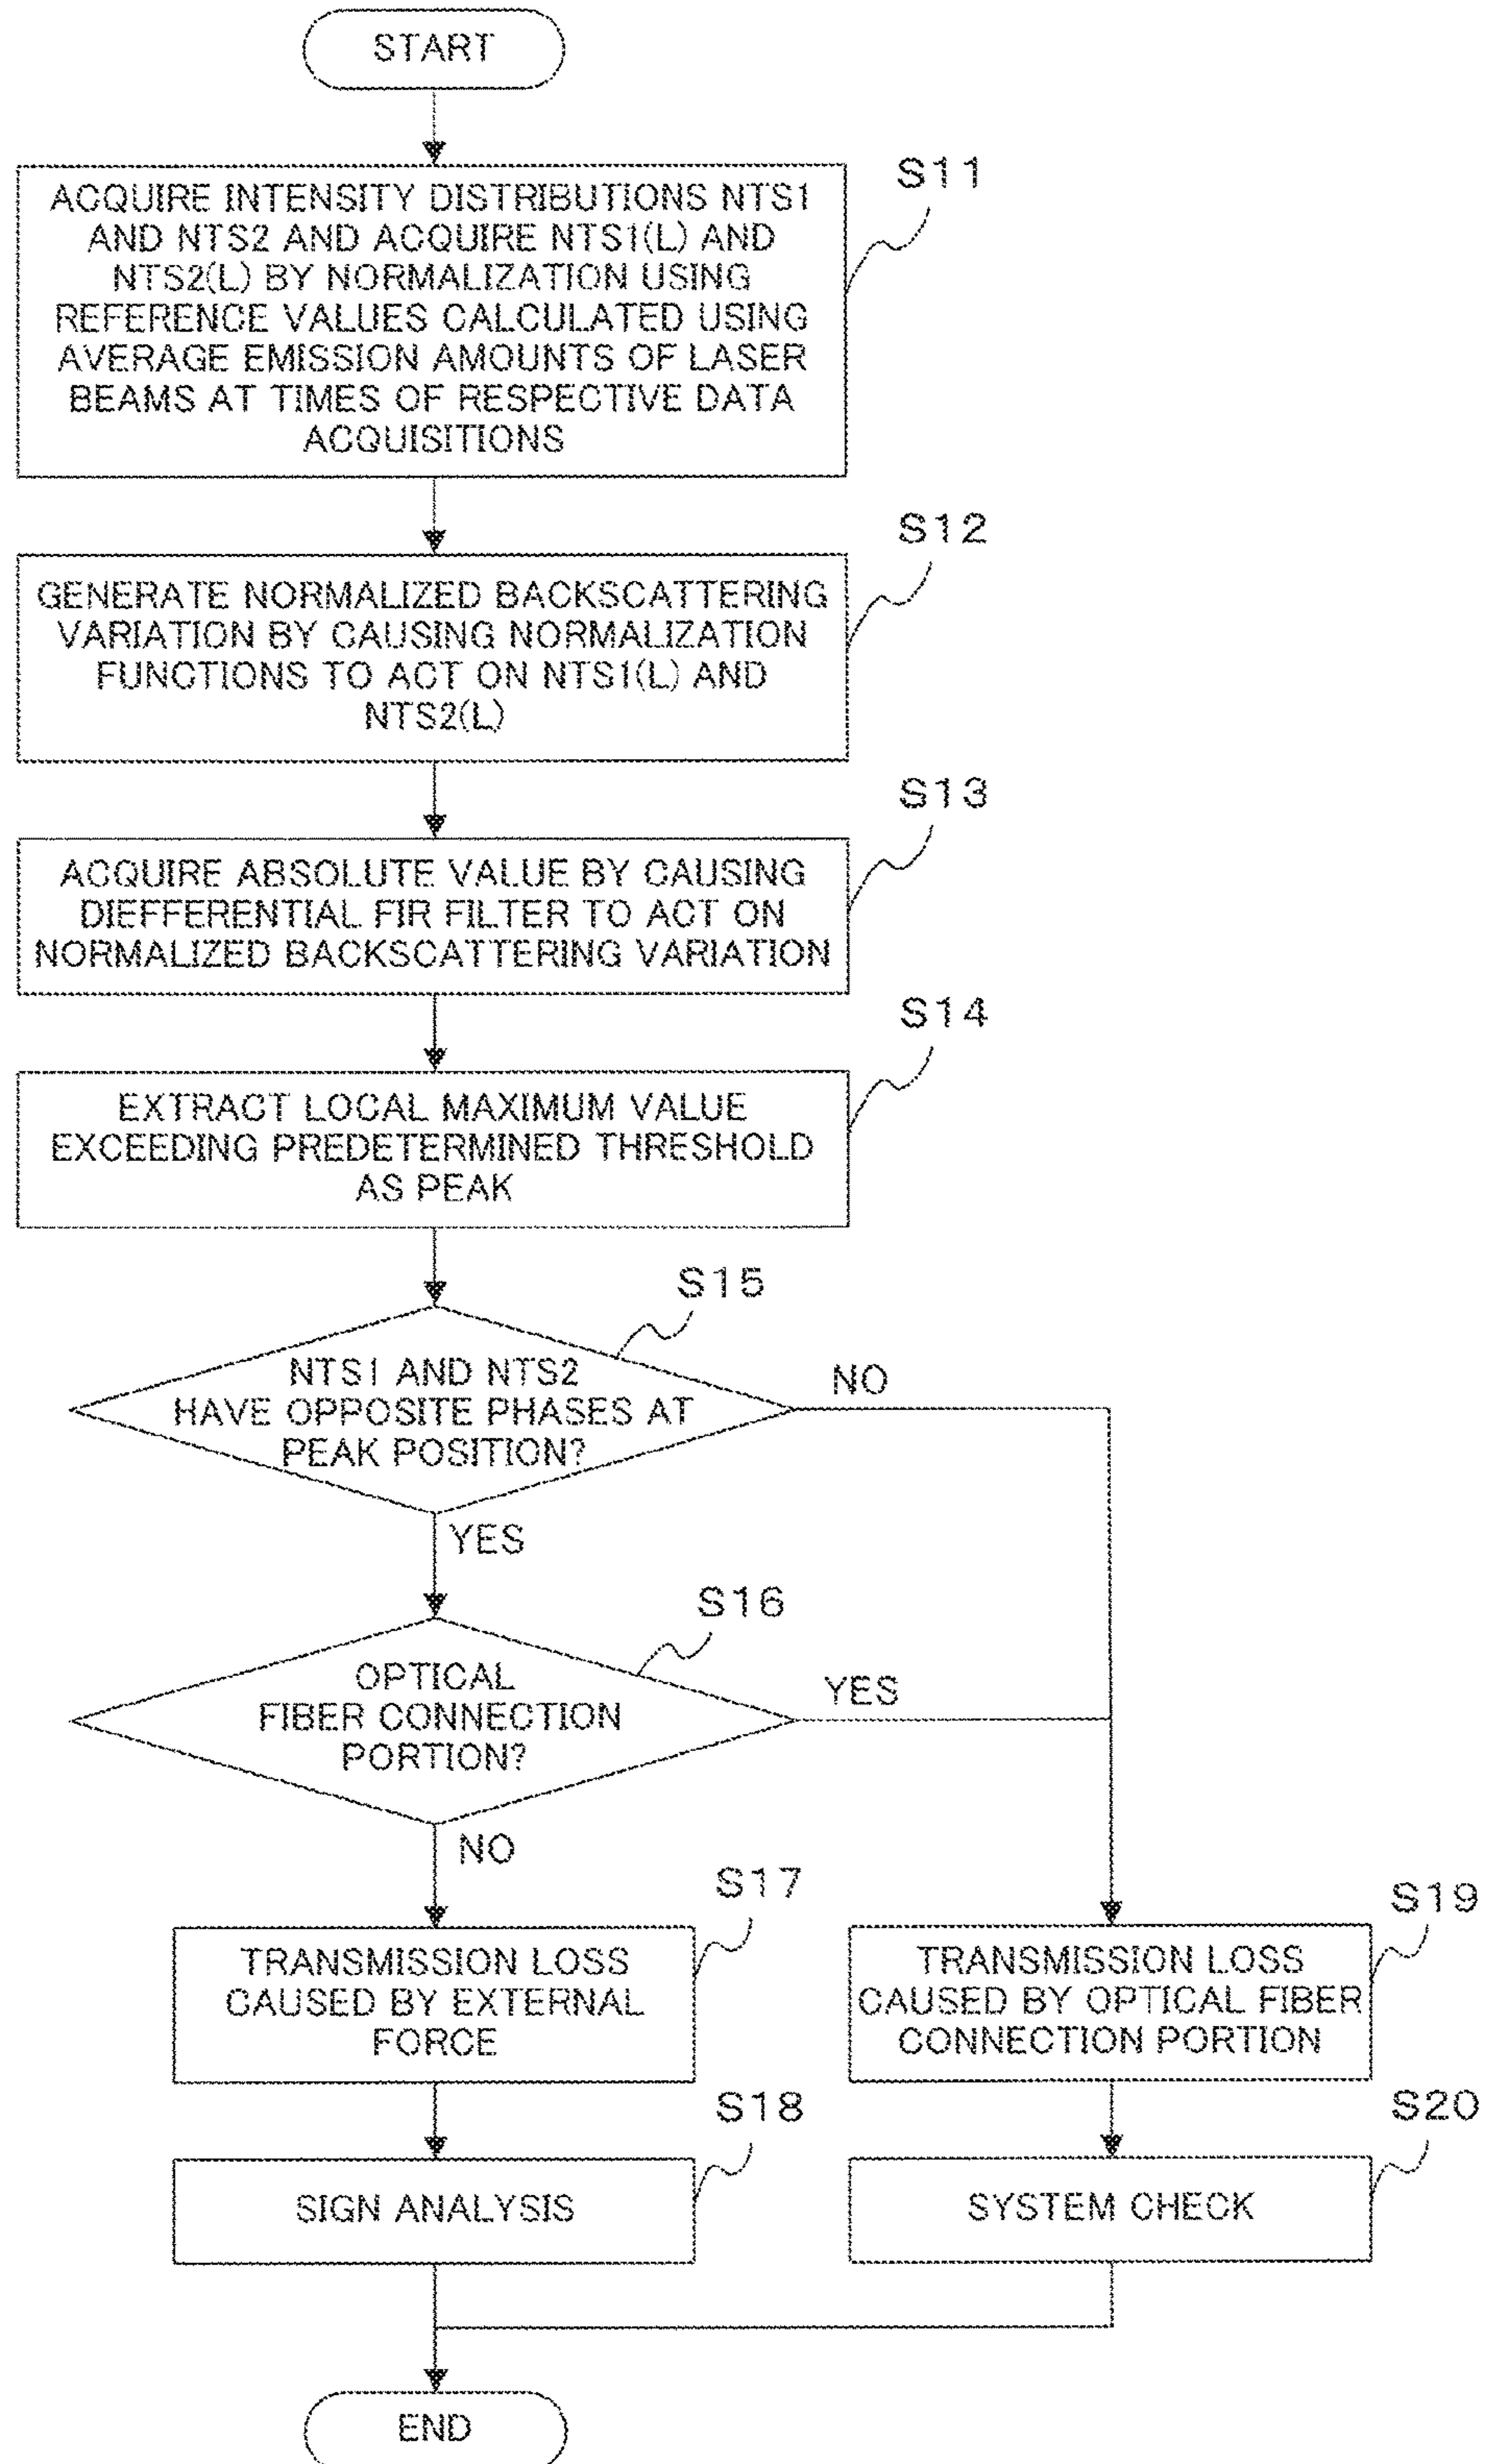 START
S11
ACQUIRE INTENSITY DISTRIBUTIONS NTS1
AND NTS2 AND ACQUIRE NTS1(L) AND
NTS2(L) BY NORMALIZATION USING
REFERENCE VALUES CALCULATED USING
AVERAGE EMISSION AMOUNTS OF LASER
BEAMS AT TIMES OF RESPECTIVE DATA
ACQUISITIONS
S12
GENERATE NORMALIZED BACKSCATTERING
VARIATION BY CAUSING NORMALIZATION
FUNCTIONS TO ACT ON NTS1(L) AND
NTS2(L)
S13
ACQUIRE ABSOLUTE VALUE BY CAUSING
DIEFFERENTIAL FIR FILTER TO ACT ON
NORMALIZED BACKSCATTERING VARIATION
S14
EXTRACT LOCAL MAXIMUM VALUE
EXCEEDING PREDETERMINED THRESHOLD
AS PEAK
S15
NTS1 AND NTS2
HAVE OPPOSITE PHASES AT
PEAK POSITION?
NO
YES
S16
OPTICAL
FIBER CONNECTION
PORTION?
YES
NO
S17
TRANSMISSION LOSS
CAUSED BY EXTERNAL
FORCE
S19
TRANSMISSION LOSS
CAUSED BY OPTICAL FIBER
CONNECTION PORTION
S18
SIGN ANALYSIS
S20
SYSTEM CHECK
END